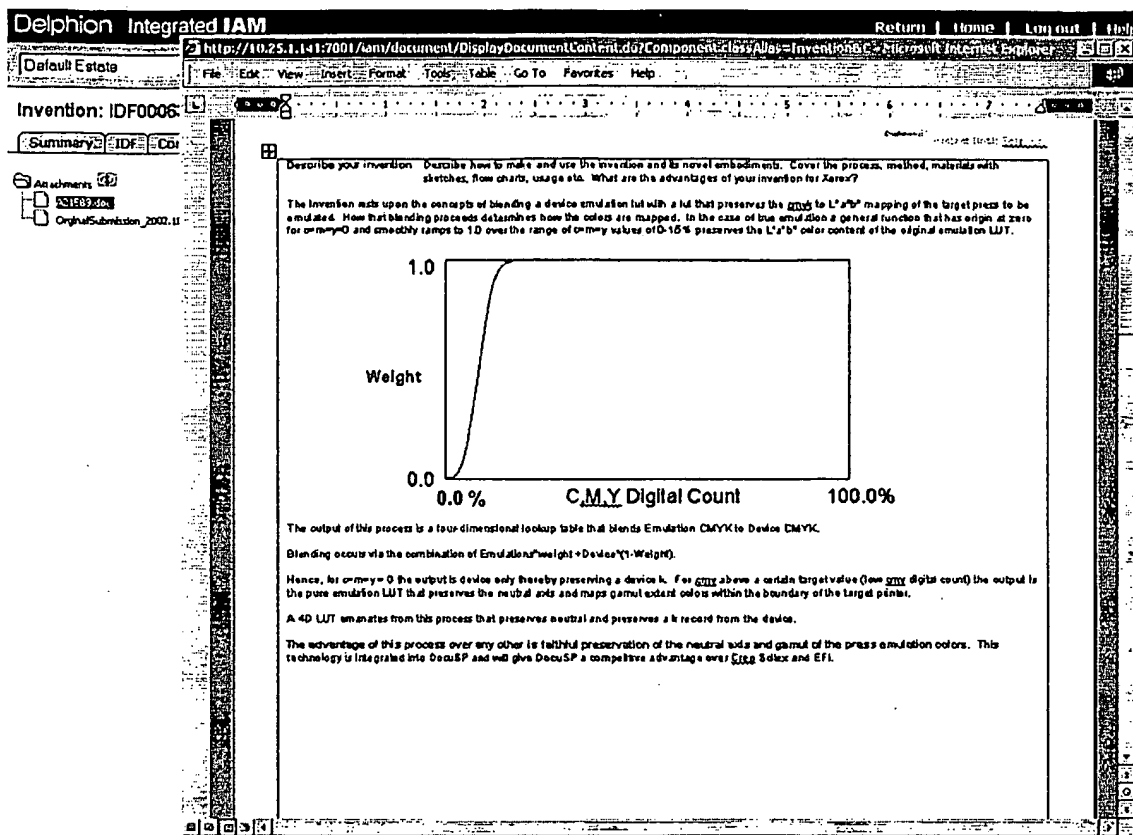 Delphion Integrated IAM
Return | Home | Log out | Help
http://10.25.1.141:7001/iam/document/DisplayDocumentContent.do?Component.classAlias=Invention&C - Microsoft Internet Explorer
Default Estate
File Edit View Insert Format Tools Table Go To Favorites Help
Invention: IDF0006
Summary IDF Co
Attachments
OrginalSubmission_2002.11
Describe your invention Describe how to make and use the invention and its novel embodiments. Cover the process, method, materials with
sketches, flow charts, usage etc. What are the advantages of your invention for Xerox?
The Invention rests upon the concepts of blending a device emulation lut with a lut that preserves the cmyk to L*a*b* mapping of the target press to be
emulated. How that blending proceeds determines how the colors are mapped. In the case of true emulation a general function that has origin at zero
for c=m=y=0 and smoothly ramps to 1.0 over the range of c=m=y values of 0-15% preserves the L*a*b* color content of the original emulation LUT.
1.0
Weight
0.0
0.0 % C,M,Y Digital Count 100.0%
The output of this process is a four-dimensional lookup table that blends Emulation CMYK to Device CMYK.
Blending occurs via the combination of Emulations*weight +Device*(1-Weight).
Hence, for c=m=y= 0 the output is device only thereby preserving a device k. For cmy above a certain target value (low cmy digital count) the output is
the pure emulation LUT that preserves the neutral axis and maps gamut extent colors within the boundary of the target printer.
A 4D LUT emanates from this process that preserves neutral and preserves a k record from the device.
The advantage of this process over any other is faithful preservation of the neutral axis and gamut of the press emulation colors. This
technology is integrated into DocuSP and will give DocuSP a competitive advantage over Creo Scitex and EFI.